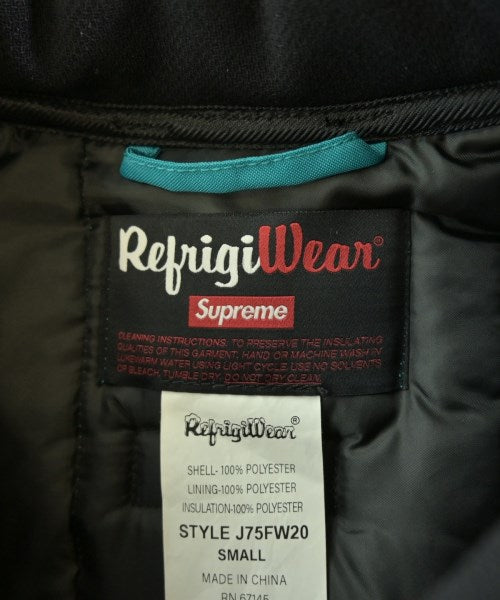 RefrigiWear®
Supreme
CLEANING INSTRUCTIONS: TO PRESERVE THE INSULATING
QUALITIES OF THIS GARMENT. HAND OR MACHINE WASH IN
LUKEWARM WATER USING LIGHT CYCLE USE NO SOLVENTS
OR BLEACH. TUMBLE DRY. DO NOT DRY CLEAN.
RefrigiWear®
SHELL-100% POLYESTER
LINING-100% POLYESTER
INSULATION-100% POLYESTER
STYLE J75FW20
SMALL
MADE IN CHINA
RN 67145